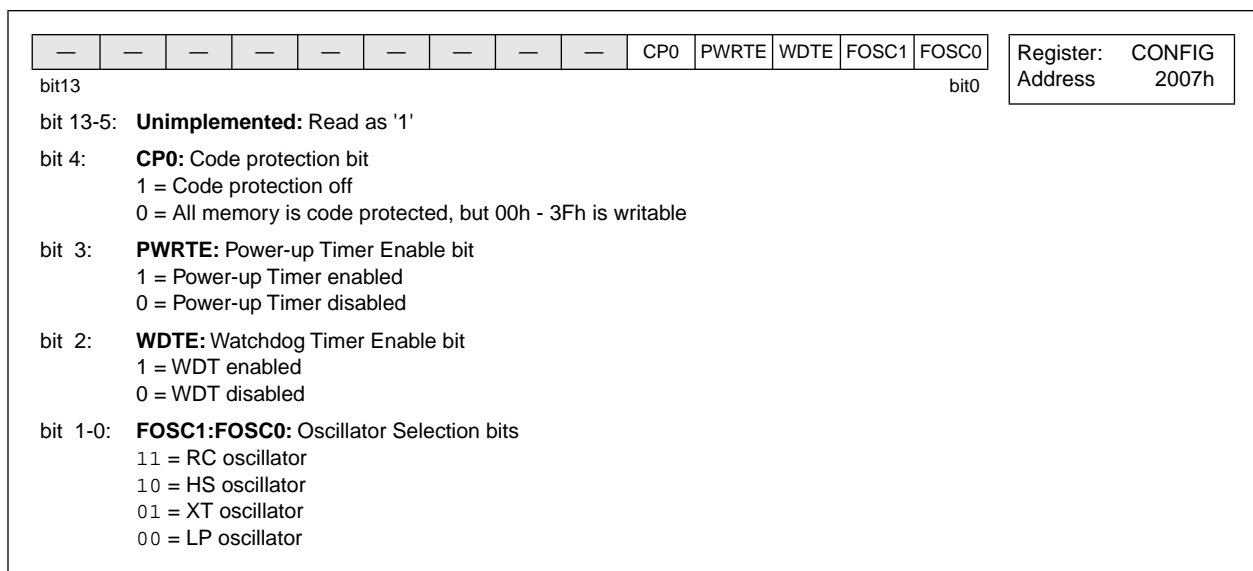 — — — — — — — — — CP0 PWRTE WDTE FOSC1 FOSC0
bit13 bit0
Register: CONFIG
Address 2007h
bit 13-5: Unimplemented: Read as '1'
bit 4: CP0: Code protection bit
1 = Code protection off
0 = All memory is code protected, but 00h - 3Fh is writable
bit 3: PWRTE: Power-up Timer Enable bit
1 = Power-up Timer enabled
0 = Power-up Timer disabled
bit 2: WDTE: Watchdog Timer Enable bit
1 = WDT enabled
0 = WDT disabled
bit 1-0: FOSC1:FOSC0: Oscillator Selection bits
11 = RC oscillator
10 = HS oscillator
01 = XT oscillator
00 = LP oscillator